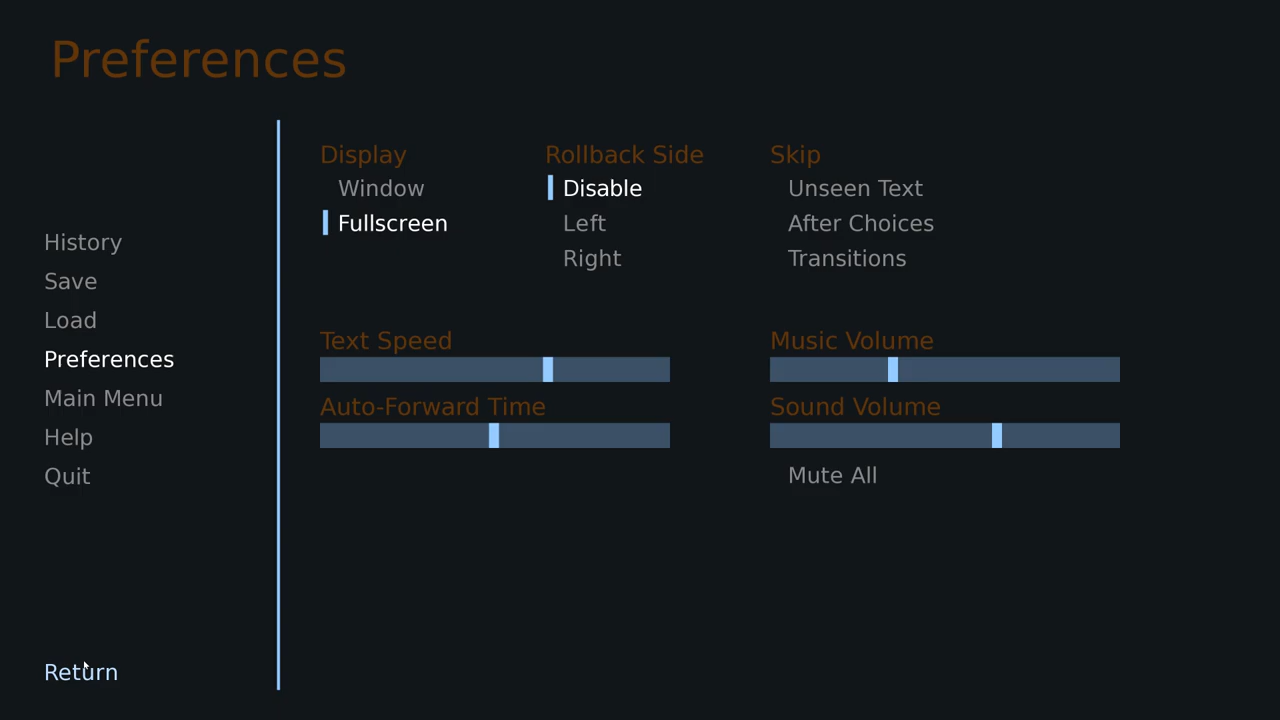 Preferences
History
Save
Load
Preferences
Main Menu
Help
Quit
Return
Display
Window
Fullscreen
Rollback Side
Disable
Left
Right
Skip
Unseen Text
After Choices
Transitions
Text Speed
Auto-Forward Time
Music Volume
Sound Volume
Mute All